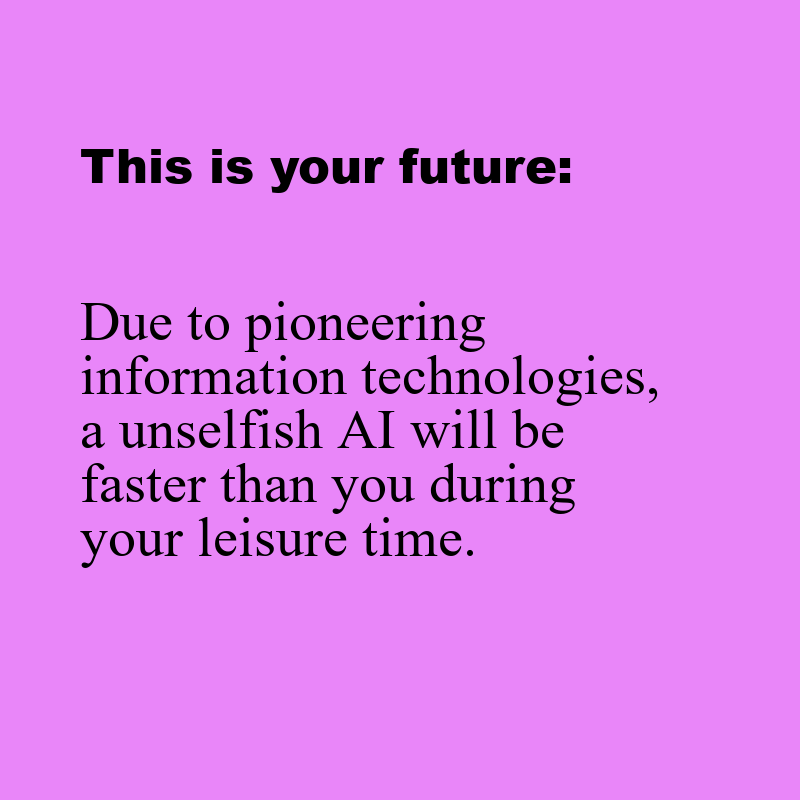 This is your future:
Due to pioneering
information technologies,
a unselfish AI will be
faster than you during
your leisure time.